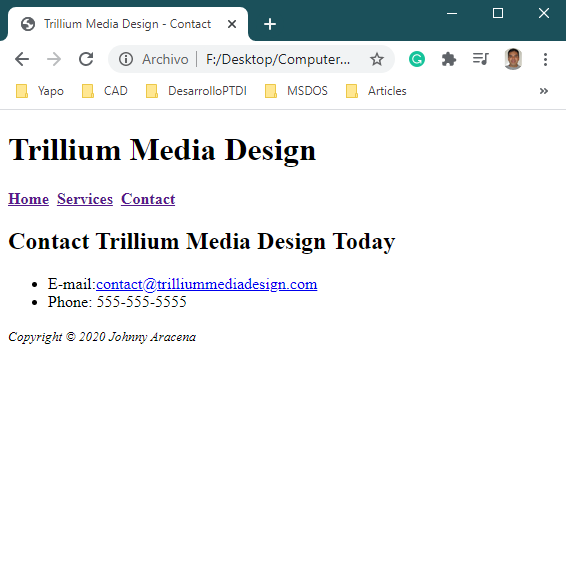 Trillium Media Design - Contact
Archivo | F:/Desktop/Computer...
Yapo CAD DesarrolloPTDI MSDOS Articles »
Trillium Media Design
Home Services Contact
Contact Trillium Media Design Today
• E-mail:contact@trilliummediadesign.com
• Phone: 555-555-5555
Copyright © 2020 Johnny Aracena